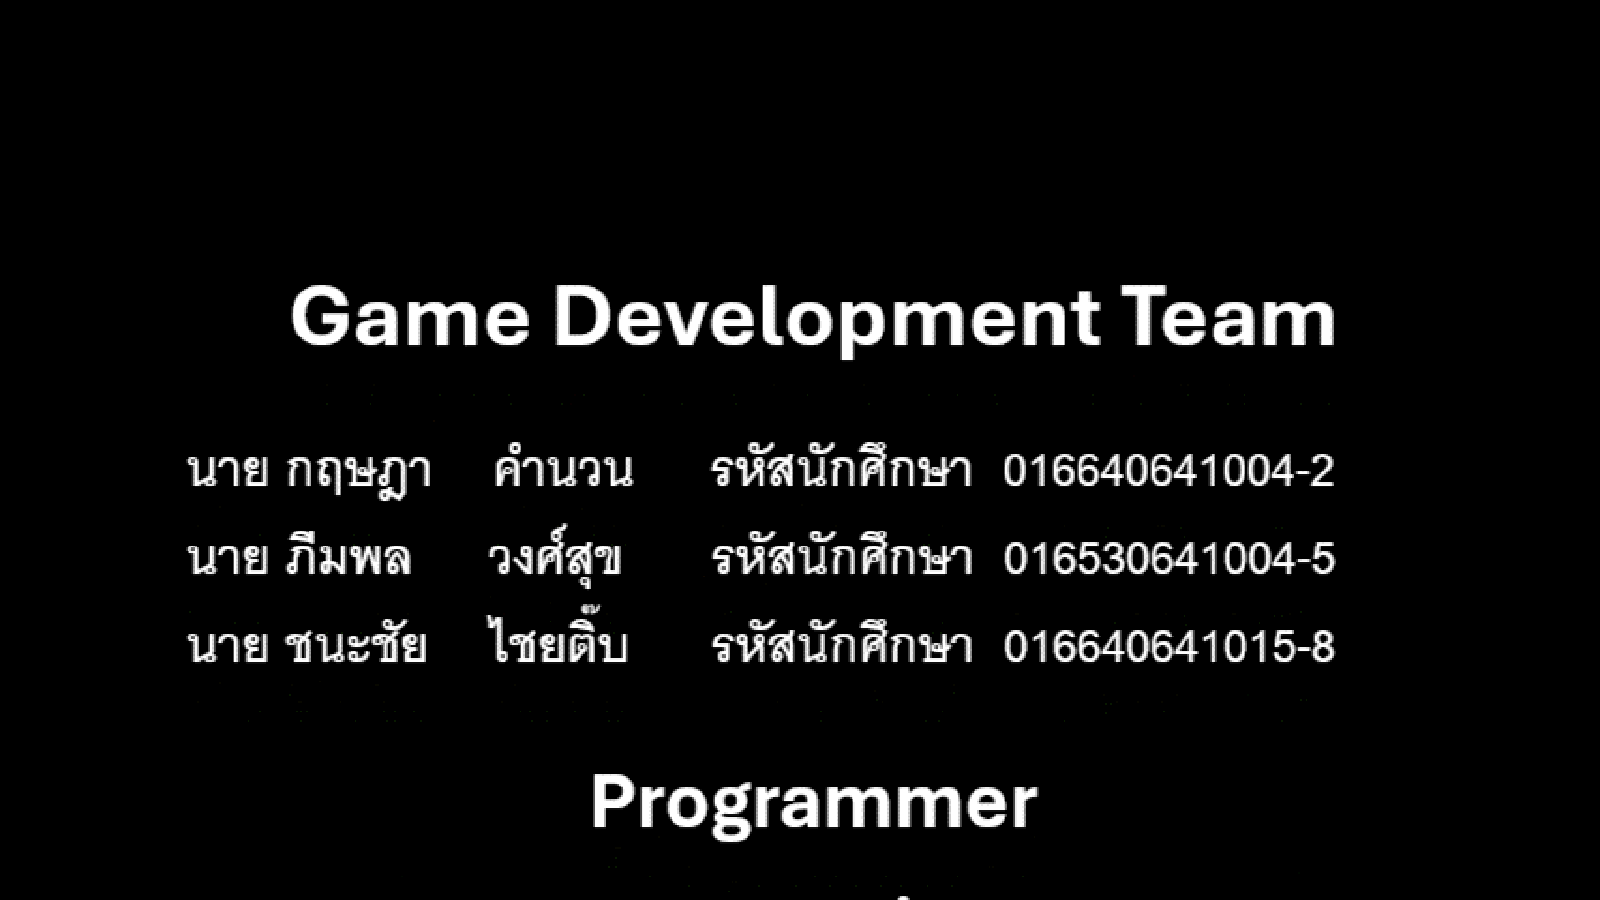 Game Development Team
นาย กฤษฎา คำนวน รหัสนักศึกษา 016640641004-2
นาย ภีมพล วงศ์สุข รหัสนักศึกษา 016530641004-5
นาย ชนะชัย ไชยติ๊บ รหัสนักศึกษา 016640641015-8
Programmer